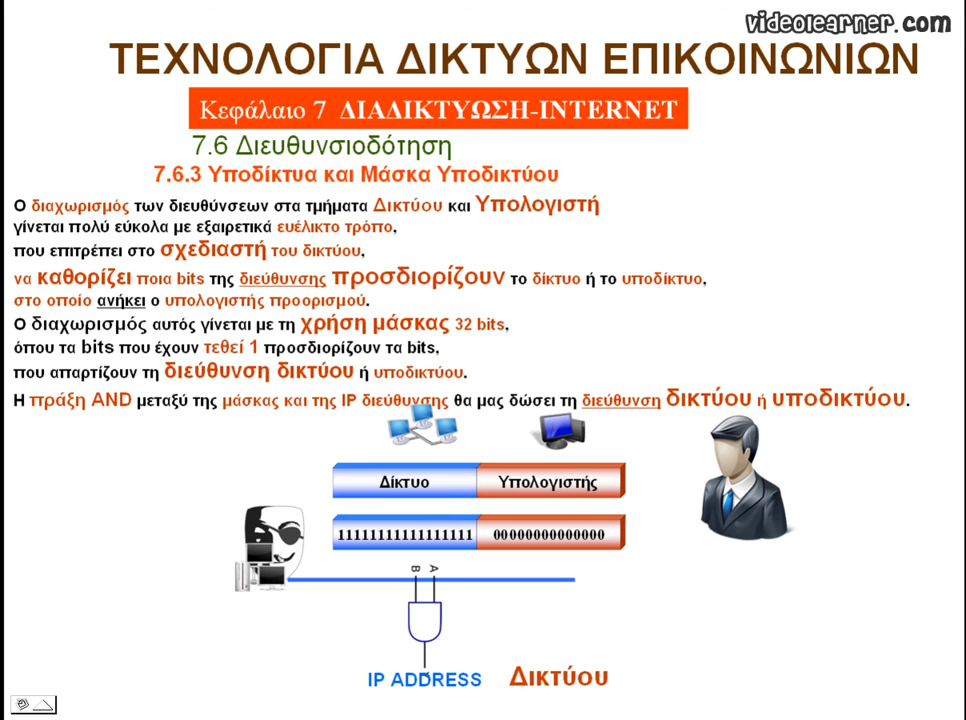 videolearner.com
ΤΕΧΝΟΛΟΓΙΑ ΔΙΚΤΥΩΝ ΕΠΙΚΟΙΝΩΝΙΩΝ
Κεφάλαιο 7 ΔΙΑΔΙΚΤΥΩΣΗ-INTERNET
7.6 Διευθυνσιοδότηση
7.6.3 Υποδίκτυα και Μάσκα Υποδικτύου
Ο διαχωρισμός των διευθύνσεων στα τμήματα Δικτύου και Υπολογιστή
γίνεται πολύ εύκολα με εξαιρετικά ευέλικτο τρόπο,
που επιτρέπει στο σχεδιαστή του δικτύου,
να καθορίζει ποια bits της διεύθυνσης προσδιορίζουν το δίκτυο ή το υποδίκτυο,
στο οποίο ανήκει ο υπολογιστής προορισμού.
Ο διαχωρισμός αυτός γίνεται με τη χρήση μάσκας 32 bits,
όπου τα bits που έχουν τεθεί 1 προσδιορίζουν τα bits,
που απαρτίζουν τη διεύθυνση δικτύου ή υποδικτύου.
Η πράξη AND μεταξύ της μάσκας και της IP διεύθυνσης θα μας δώσει τη διεύθυνση δικτύου ή υποδικτύου.
Δίκτυο Υπολογιστής
11111111111111111 00000000000000
B A
IP ADDRESS Δικτύου